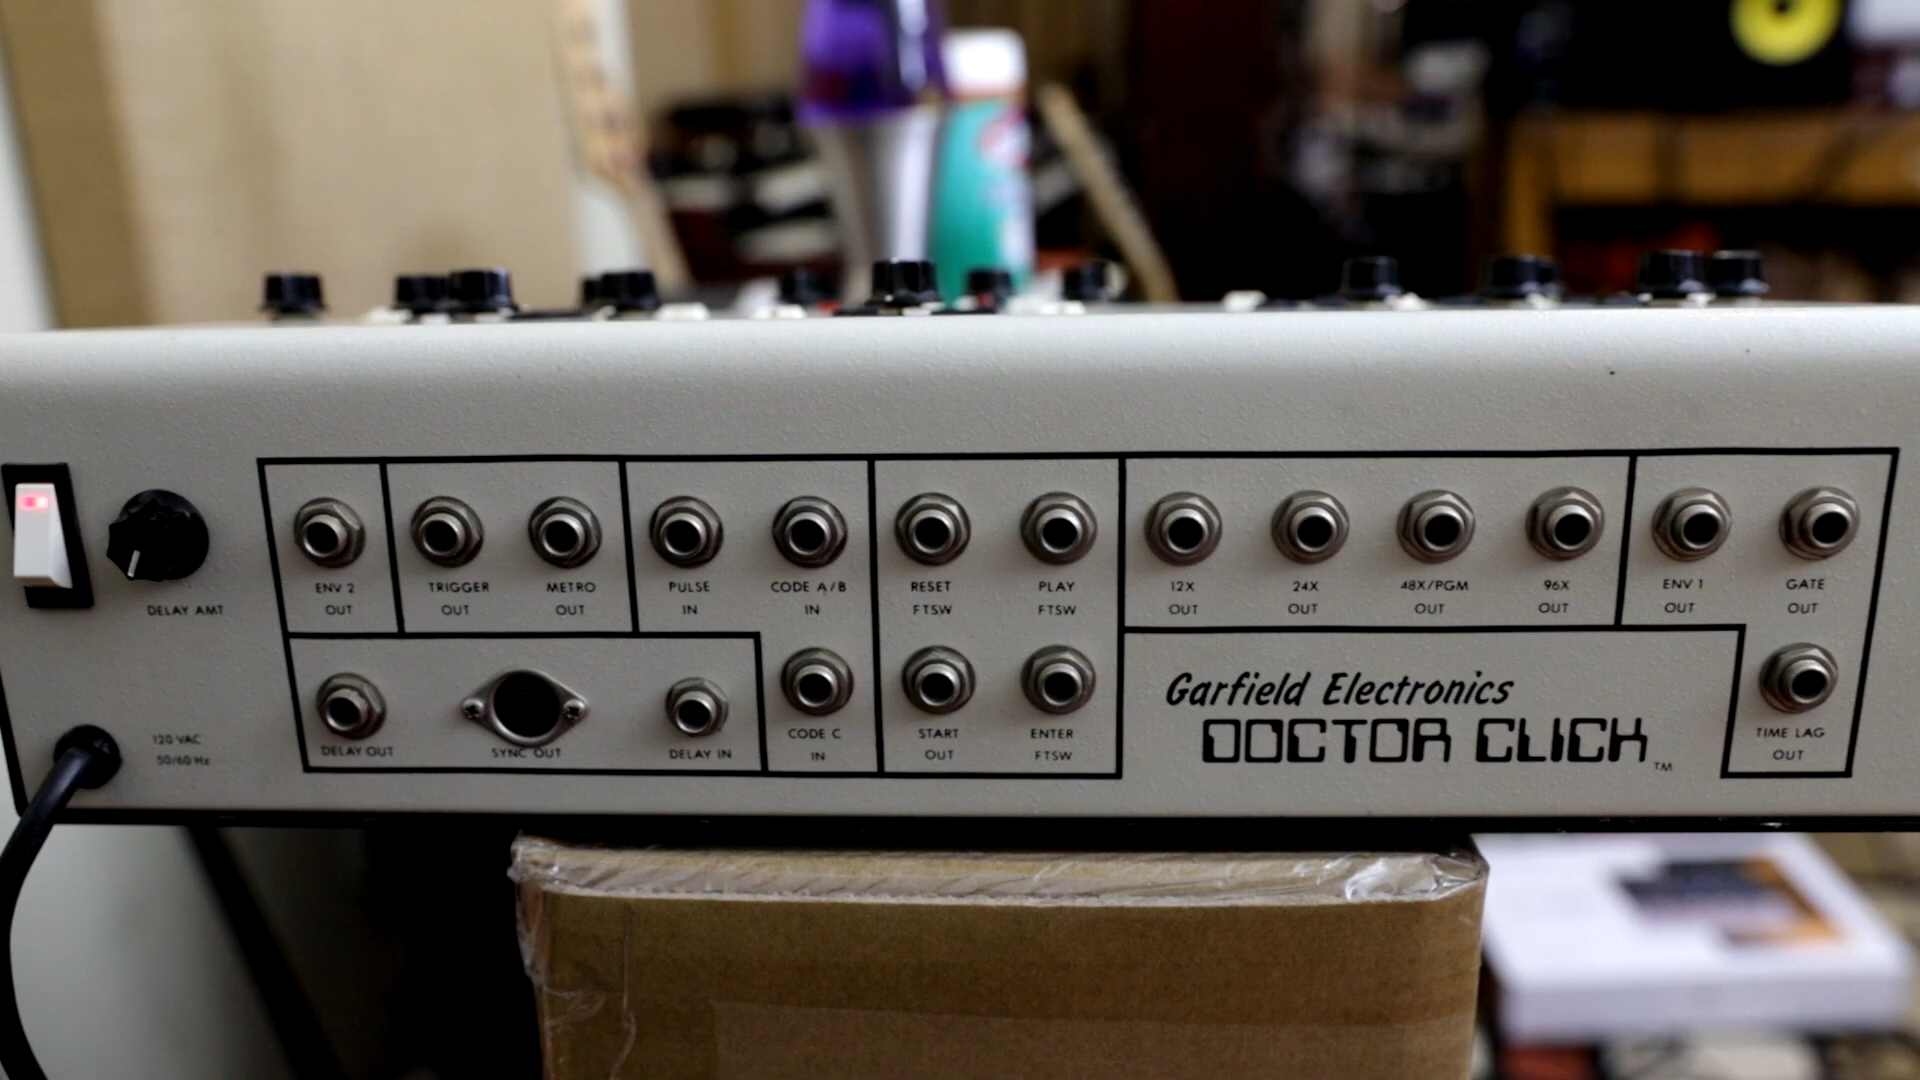 DELAY AMT
120 VAC
50/60 Hz
ENV 2
OUT
TRIGGER
OUT
METRO
OUT
PULSE
IN
CODE A/B
IN
RESET
FTSW
PLAY
FTSW
12X
OUT
24X
OUT
48X/PGM
OUT
96X
OUT
ENV 1
OUT
GATE
OUT
DELAY OUT
SYNC OUT
DELAY IN
CODE C
IN
START
OUT
ENTER
FTSW
Garfield Electronics
DOCTOR CLICK
TM
TIME LAG
OUT